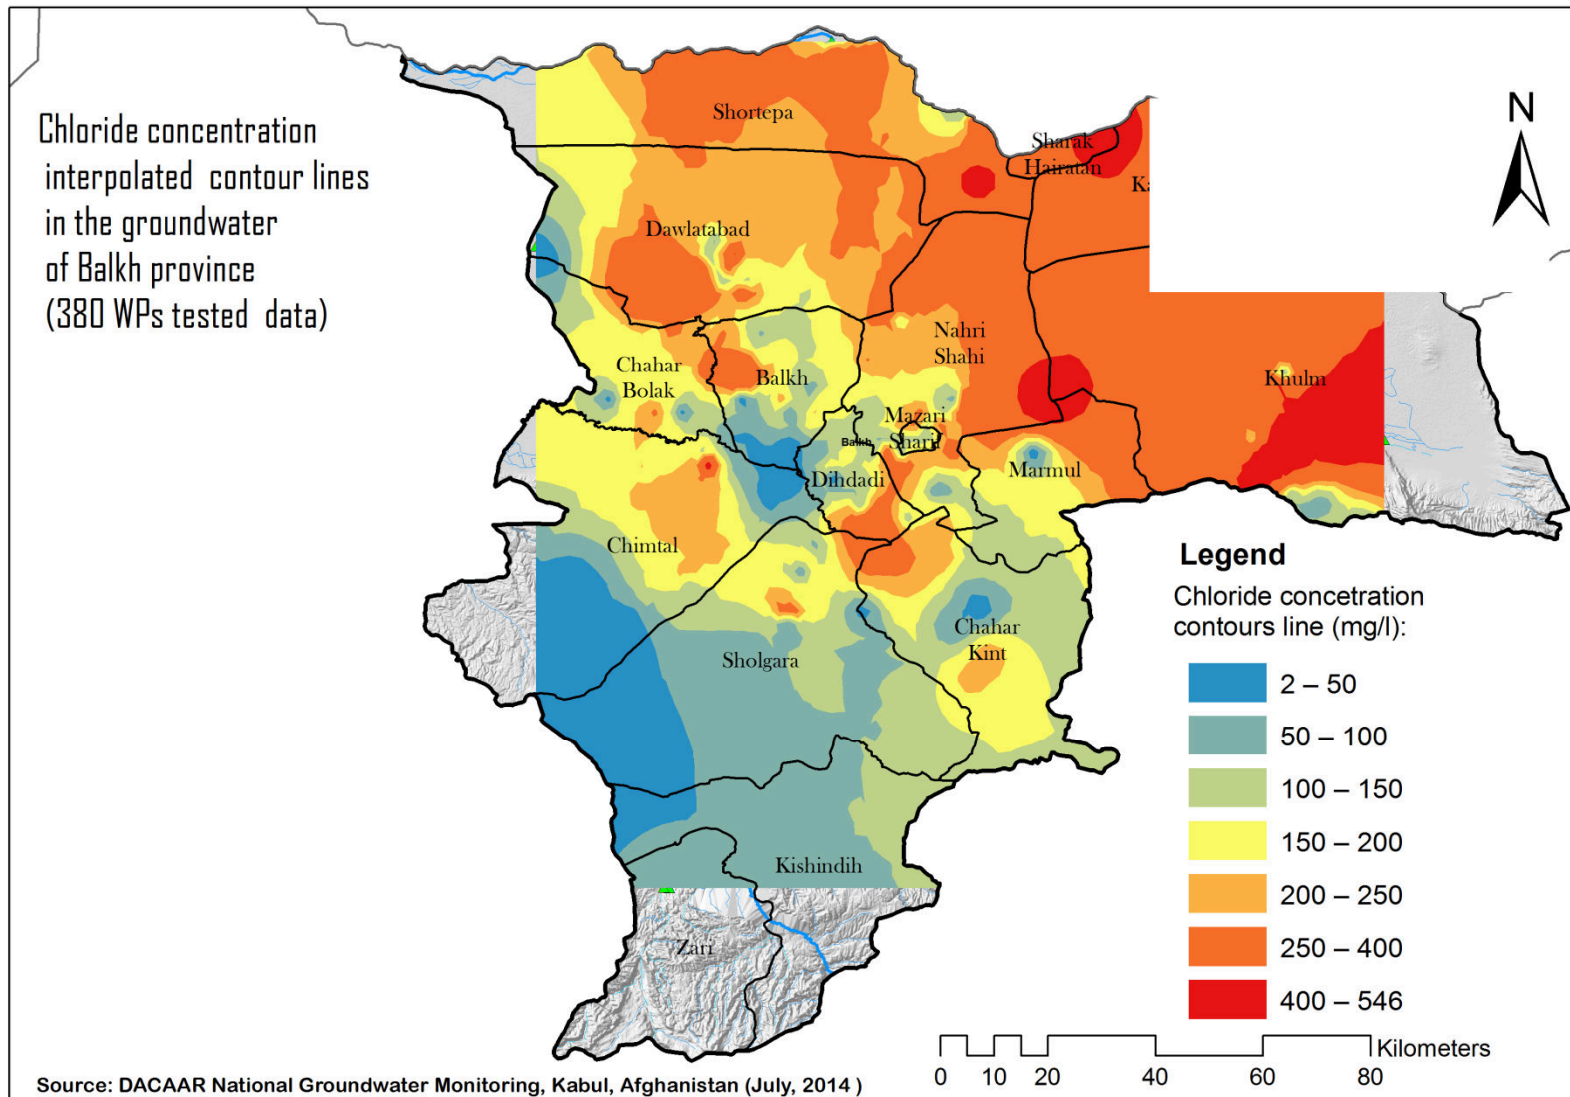 Chloride concentration
interpolated contour lines
in the groundwater
of Balkh province
(380 WPs tested data)
N
Shortepa
Sharak
Hairatan
Ka
Dawlatabad
Nahri
Shahi
Chahar
Bolak
Balkh
Khulm
Mazari
Sharif
Balkh
Dihdadi
Marmul
Chimtal
Chahar
Kint
Sholgara
Kishindih
Zari
Legend
Chloride concetration
contours line (mg/l):
2 – 50
50 – 100
100 – 150
150 – 200
200 – 250
250 – 400
400 – 546
Kilometers
0 10 20 40 60 80
Source: DACAAR National Groundwater Monitoring, Kabul, Afghanistan (July, 2014 )